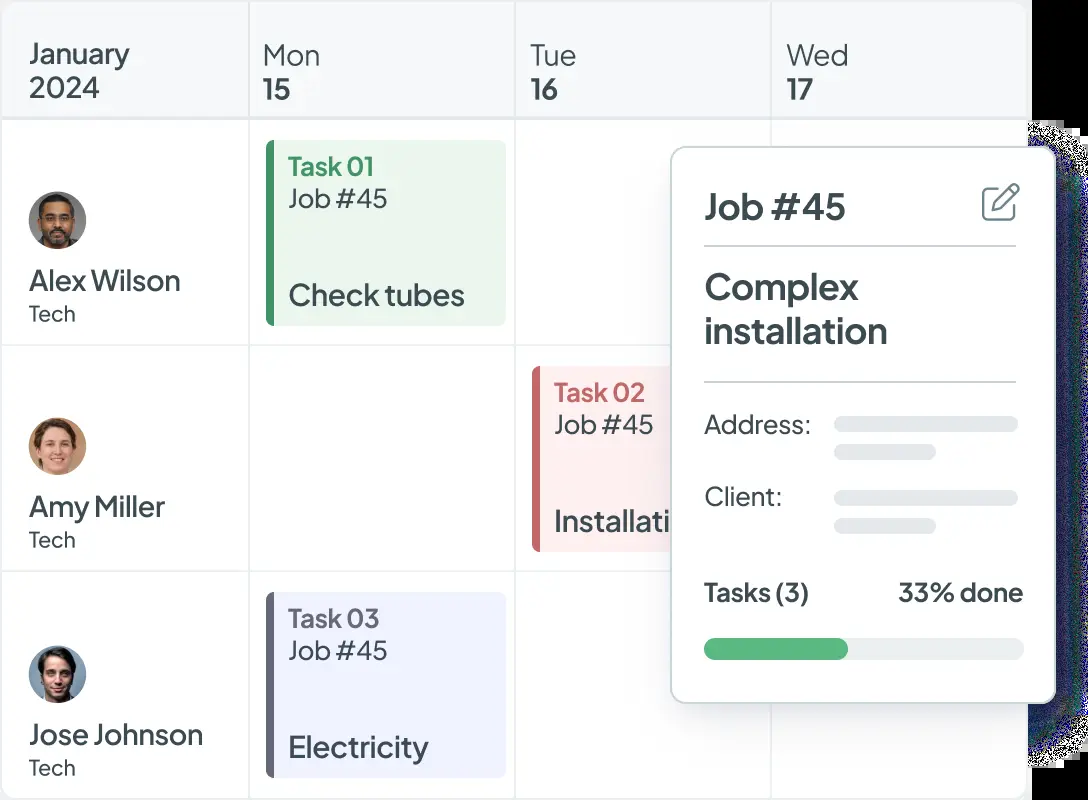 January
2024
Mon
15
Tue
16
Wed
17
Alex Wilson
Tech
Task 01
Job #45
Check tubes
Amy Miller
Tech
Task 02
Job #45
Installati
Jose Johnson
Tech
Task 03
Job #45
Electricity
Job #45
Complex
installation
Address:
Client:
Tasks (3) 33% done